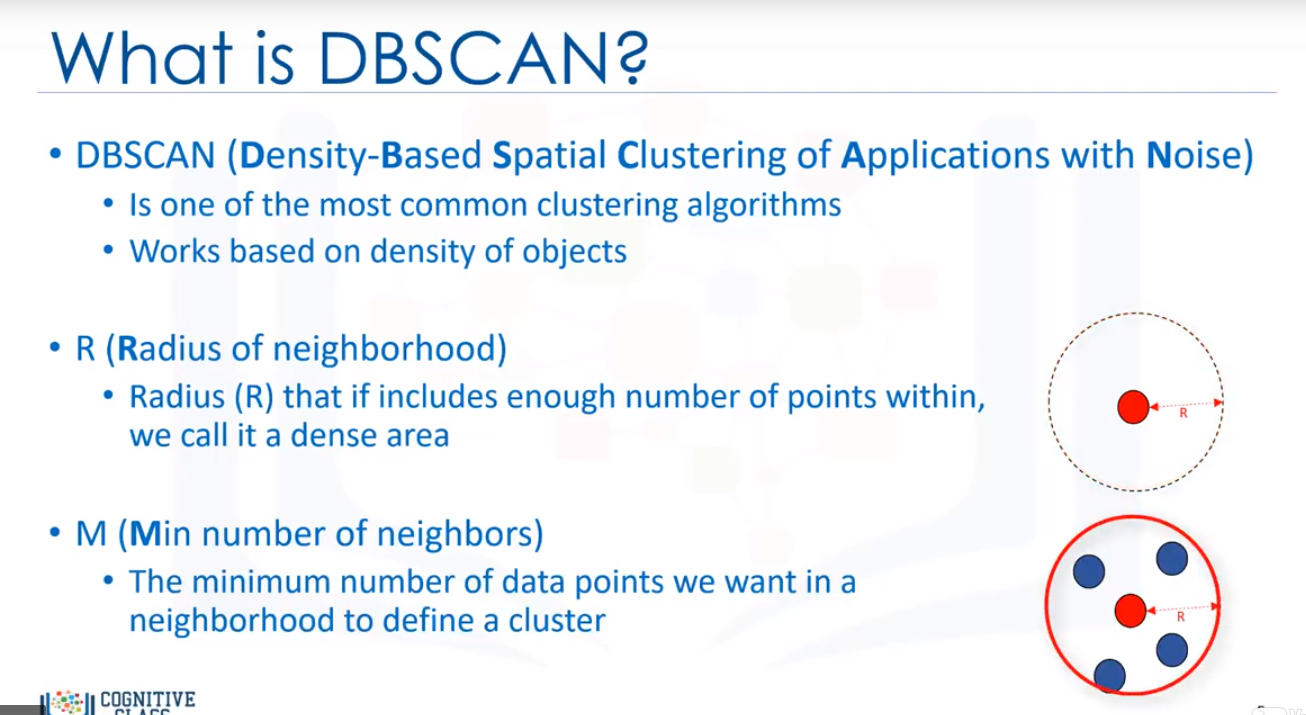 What is DBSCAN?
• DBSCAN (Density-Based Spatial Clustering of Applications with Noise)
• Is one of the most common clustering algorithms
• Works based on density of objects
• R (Radius of neighborhood)
• Radius (R) that if includes enough number of points within,
we call it a dense area
R
• M (Min number of neighbors)
• The minimum number of data points we want in a
neighborhood to define a cluster
R
COGNITIVE
CLASS